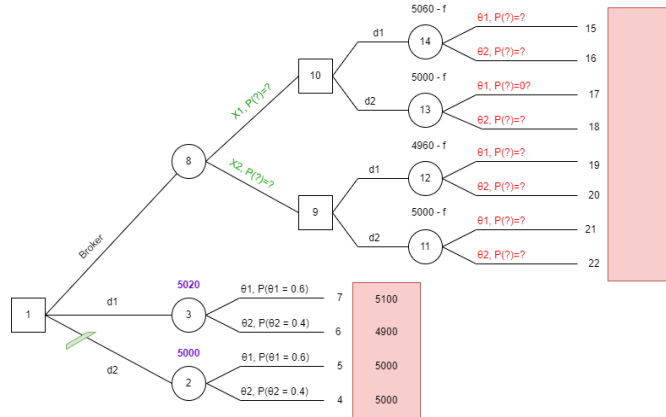 5060 - f
d1
14
θ1, P(?)=?
15
θ2, P(?)=?
16
X1, P(?)=?
10
5000 - f
d2
13
θ1, P(?)=0?
17
θ2, P(?)=?
18
8
X2, P(?)=?
4960 - f
d1
12
θ1, P(?)=?
19
θ2, P(?)=?
20
9
5000 - f
d2
11
θ1, P(?)=?
21
θ2, P(?)=?
22
Broker
1
5020
d1
3
θ1, P(θ1 = 0.6)
7
5100
θ2, P(θ2 = 0.4)
6
4900
5000
d2
2
θ1, P(θ1 = 0.6)
5
5000
θ2, P(θ2 = 0.4)
4
5000